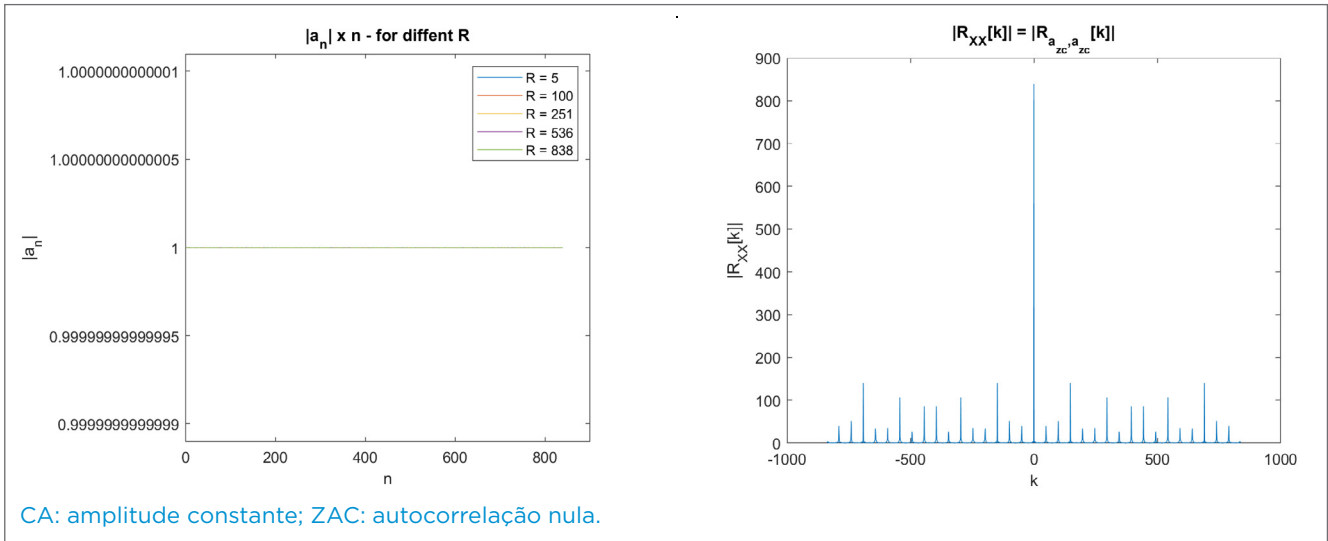 |a_n| x n - for diffent R
1.0000000000001
1.00000000000005
1
0.99999999999995
0.9999999999999
|a_n|
0 200 400 600 800
n
R = 5
R = 100
R = 251
R = 536
R = 838
|R_XX[k]| = |R_{a_zc,a_zc}[k]|
900
800
700
600
500
400
300
200
100
0
|R_XX[k]|
-1000 -500 0 500 1000
k
CA: amplitude constante; ZAC: autocorrelação nula.